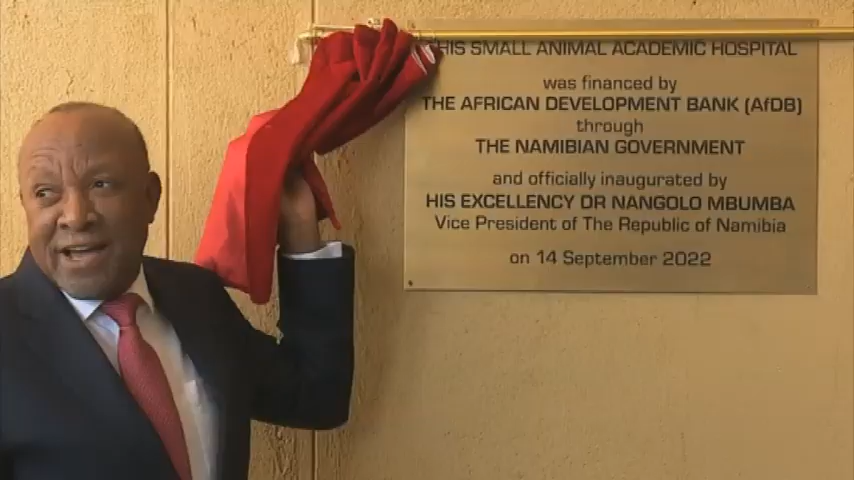 HIS SMALL ANIMAL ACADEMIC HOSPITAL
was financed by
THE AFRICAN DEVELOPMENT BANK (AfDB)
through
THE NAMIBIAN GOVERNMENT
and officially inaugurated by
HIS EXCELLENCY DR NANGOLO MBUMBA
Vice President of The Republic of Namibia
on 14 September 2022